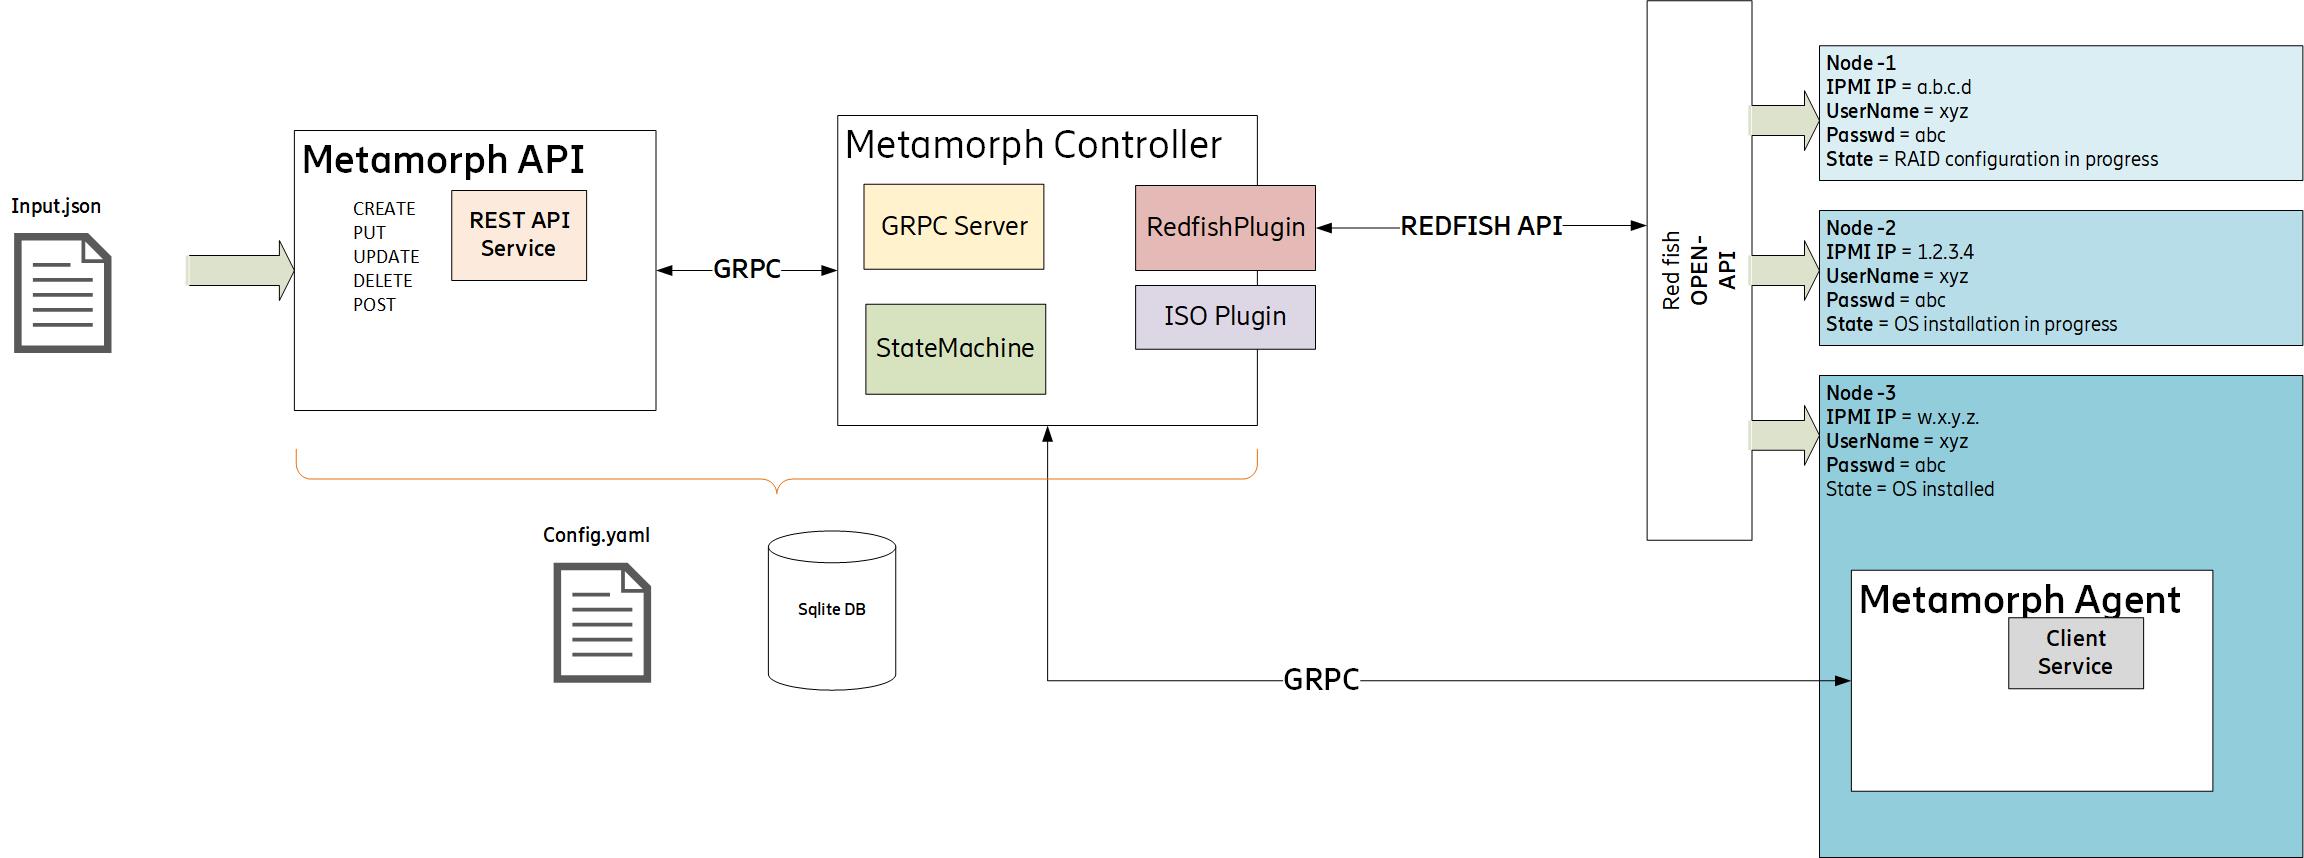 Input.json
Metamorph API
CREATE
PUT
UPDATE
DELETE
POST
REST API
Service
GRPC
Metamorph Controller
GRPC Server
StateMachine
RedfishPlugin
ISO Plugin
REDFISH API
Red fish
OPEN-
API
Node -1
IPMI IP = a.b.c.d
UserName = xyz
Passwd = abc
State = RAID configuration in progress
Node -2
IPMI IP = 1.2.3.4
UserName = xyz
Passwd = abc
State = OS installation in progress
Node -3
IPMI IP = w.x.y.z.
UserName = xyz
Passwd = abc
State = OS installed
Config.yaml
Sqlite DB
GRPC
Metamorph Agent
Client
Service